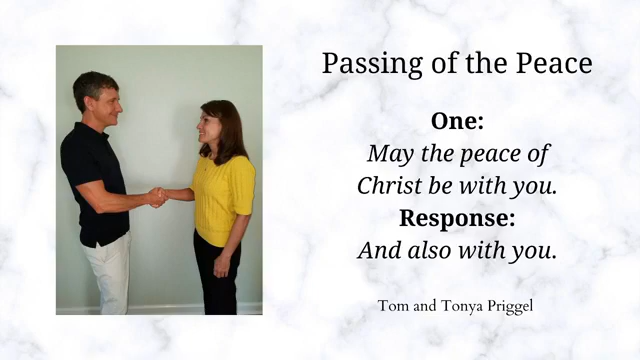 Passing of the Peace
One:
May the peace of
Christ be with you.
Response:
And also with you.
Tom and Tonya Priggel